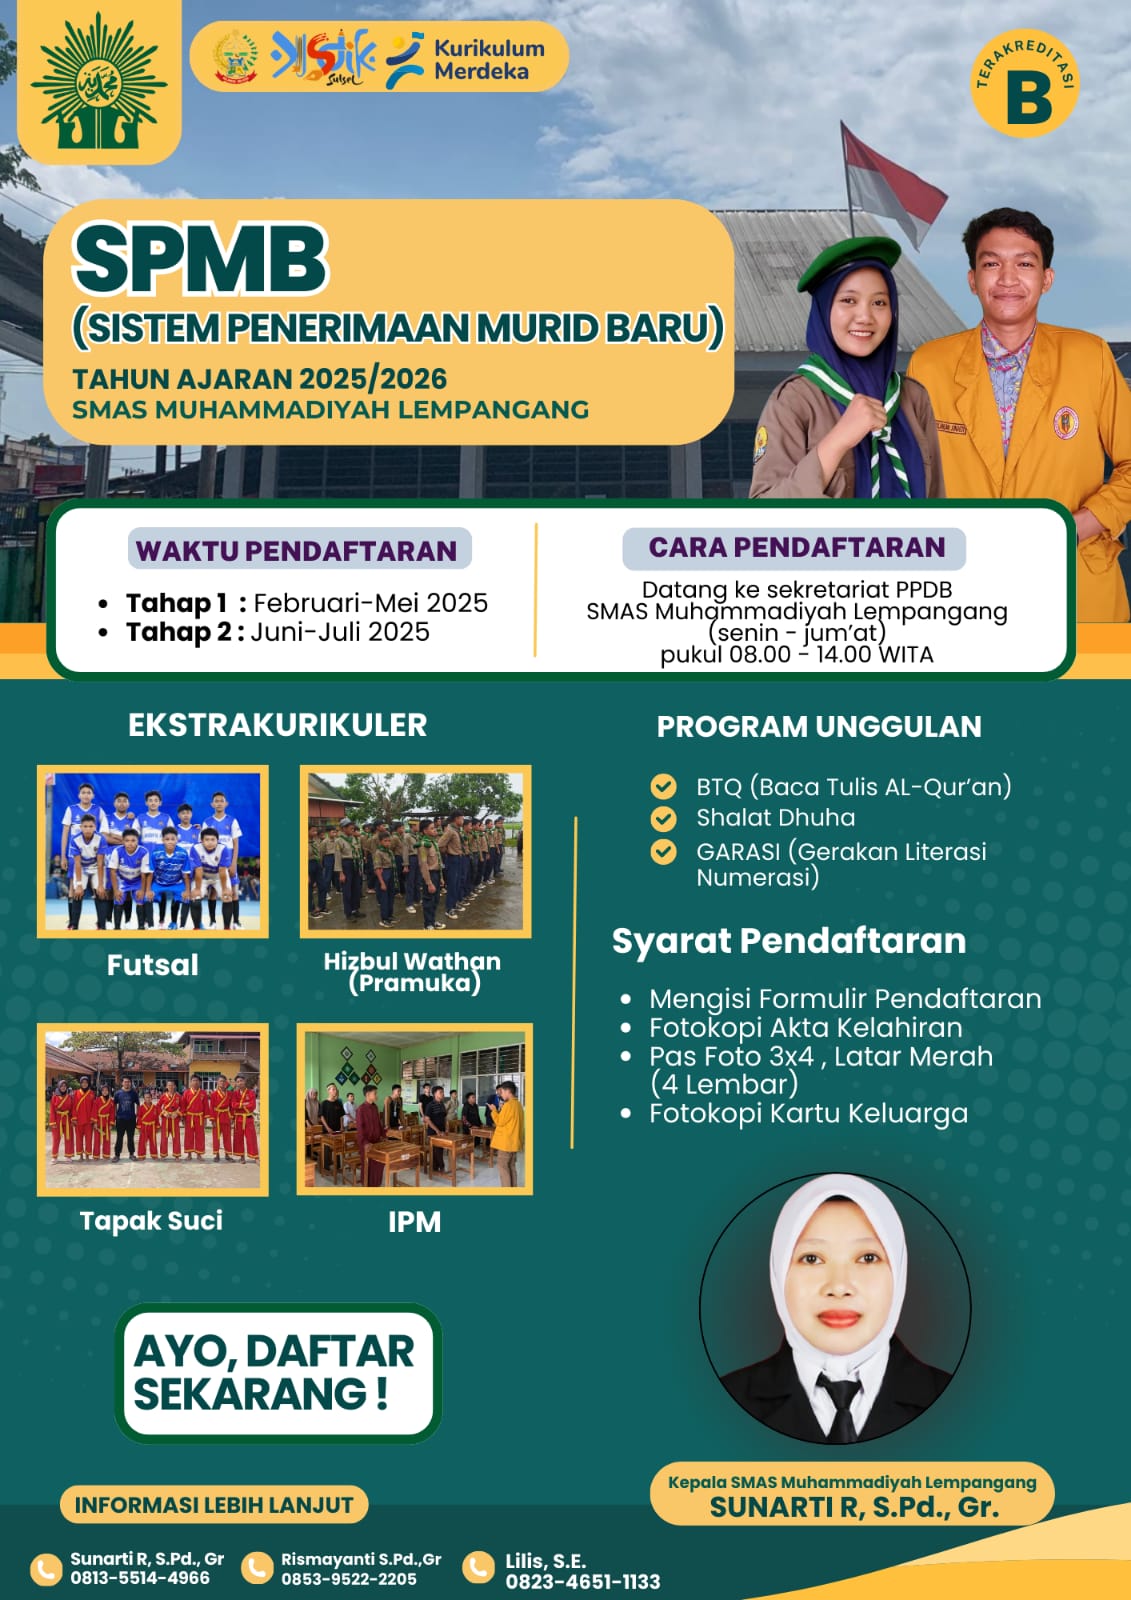 Kurikulum
Merdeka
TERAKREDITASI
B
SPMB
(SISTEM PENERIMAAN MURID BARU)
TAHUN AJARAN 2025/2026
SMAS MUHAMMADIYAH LEMPANGANG
WAKTU PENDAFTARAN
• Tahap 1 : Februari-Mei 2025
• Tahap 2 : Juni-Juli 2025
CARA PENDAFTARAN
Datang ke sekretariat PPDB
SMAS Muhammadiyah Lempangang
(senin - jum'at)
pukul 08.00 - 14.00 WITA
EKSTRAKURIKULER
Futsal
Hizbul Wathan
(Pramuka)
Tapak Suci
IPM
PROGRAM UNGGULAN
BTQ (Baca Tulis AL-Qur'an)
Shalat Dhuha
GARASI (Gerakan Literasi
Numerasi)
Syarat Pendaftaran
• Mengisi Formulir Pendaftaran
• Fotokopi Akta Kelahiran
• Pas Foto 3x4 , Latar Merah
(4 Lembar)
• Fotokopi Kartu Keluarga
AYO, DAFTAR
SEKARANG !
Kepala SMAS Muhammadiyah Lempangang
SUNARTI R, S.Pd., Gr.
INFORMASI LEBIH LANJUT
Sunarti R, S.Pd., Gr
0813-5514-4966
Rismayanti S.Pd.,Gr
0853-9522-2205
Lilis, S.E.
0823-4651-1133